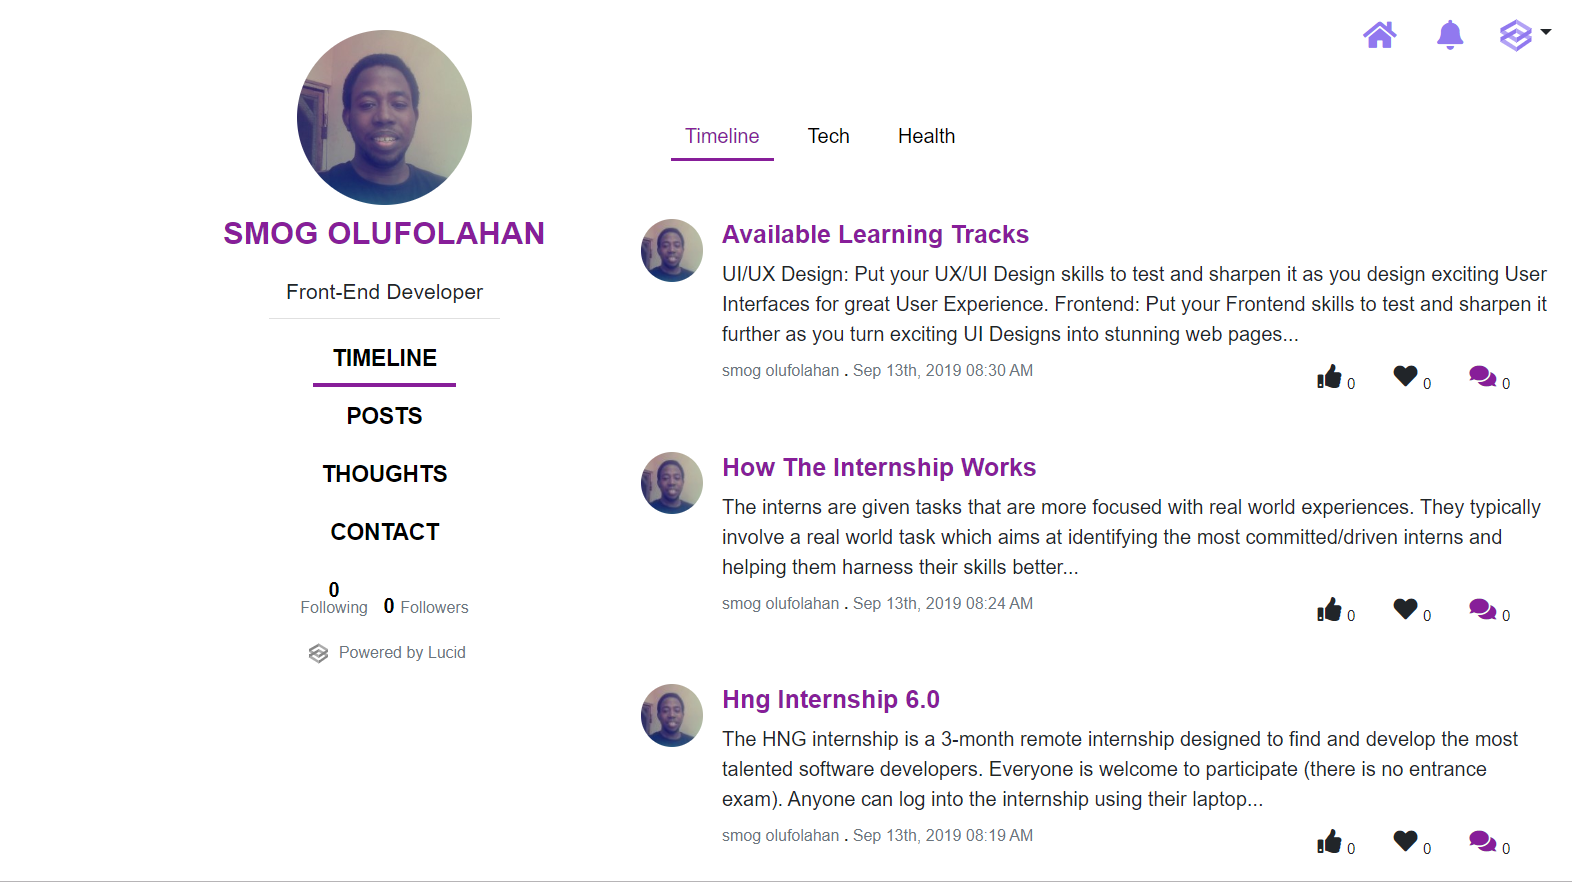 SMOG OLUFOLAHAN
Front-End Developer
TIMELINE
POSTS
THOUGHTS
CONTACT
0
Following 0 Followers
Powered by Lucid
Timeline Tech Health
Available Learning Tracks
UI/UX Design: Put your UX/UI Design skills to test and sharpen it as you design exciting User
Interfaces for great User Experience. Frontend: Put your Frontend skills to test and sharpen it
further as you turn exciting UI Designs into stunning web pages...
smog olufolahan . Sep 13th, 2019 08:30 AM 0 0 0
How The Internship Works
The interns are given tasks that are more focused with real world experiences. They typically
involve a real world task which aims at identifying the most committed/driven interns and
helping them harness their skills better...
smog olufolahan . Sep 13th, 2019 08:24 AM 0 0 0
Hng Internship 6.0
The HNG internship is a 3-month remote internship designed to find and develop the most
talented software developers. Everyone is welcome to participate (there is no entrance
exam). Anyone can log into the internship using their laptop...
smog olufolahan . Sep 13th, 2019 08:19 AM 0 0 0